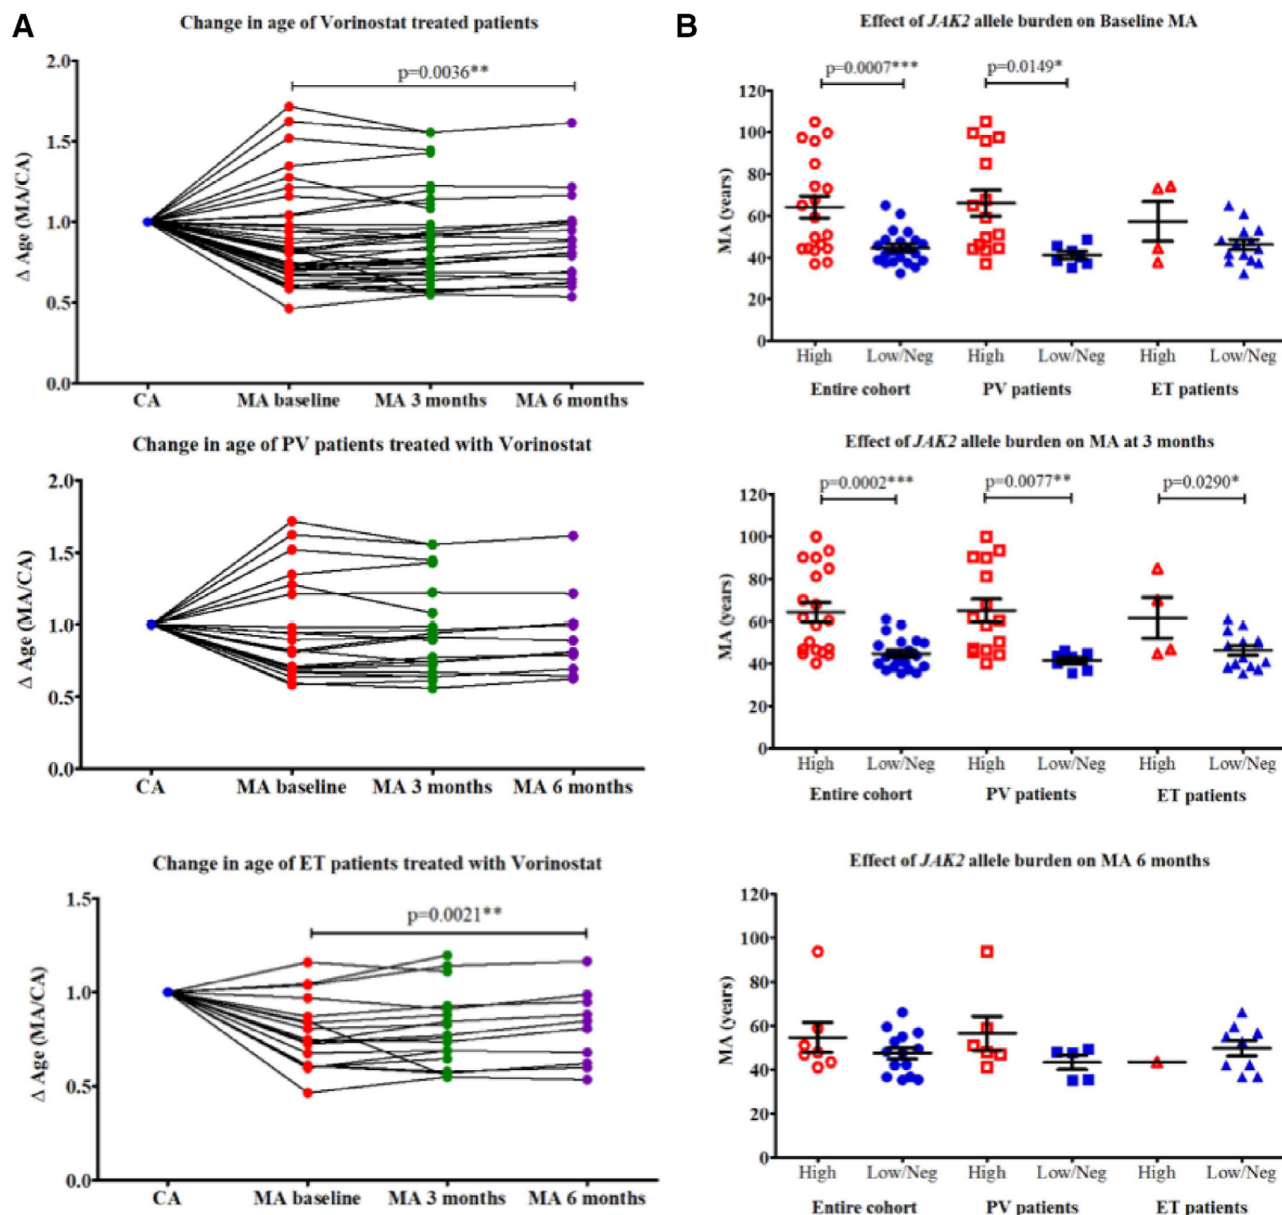 A
Change in age of Vorinostat treated patients
p=0.0036**
Δ Age (MA/CA)
2.0
1.5
1.0
0.5
0.0
CA MA baseline MA 3 months MA 6 months
Change in age of PV patients treated with Vorinostat
Δ Age (MA/CA)
2.0
1.5
1.0
0.5
0.0
CA MA baseline MA 3 months MA 6 months
Change in age of ET patients treated with Vorinostat
p=0.0021**
Δ Age (MA/CA)
1.5
1.0
0.5
0.0
CA MA baseline MA 3 months MA 6 months
B
Effect of JAK2 allele burden on Baseline MA
p=0.0007*** p=0.0149*
MA (years)
120
100
80
60
40
20
0
High Low/Neg High Low/Neg High Low/Neg
Entire cohort PV patients ET patients
Effect of JAK2 allele burden on MA at 3 months
p=0.0002*** p=0.0077** p=0.0290*
MA (years)
120
100
80
60
40
20
0
High Low/Neg High Low/Neg High Low/Neg
Entire cohort PV patients ET patients
Effect of JAK2 allele burden on MA 6 months
MA (years)
120
100
80
60
40
20
0
High Low/Neg High Low/Neg High Low/Neg
Entire cohort PV patients ET patients